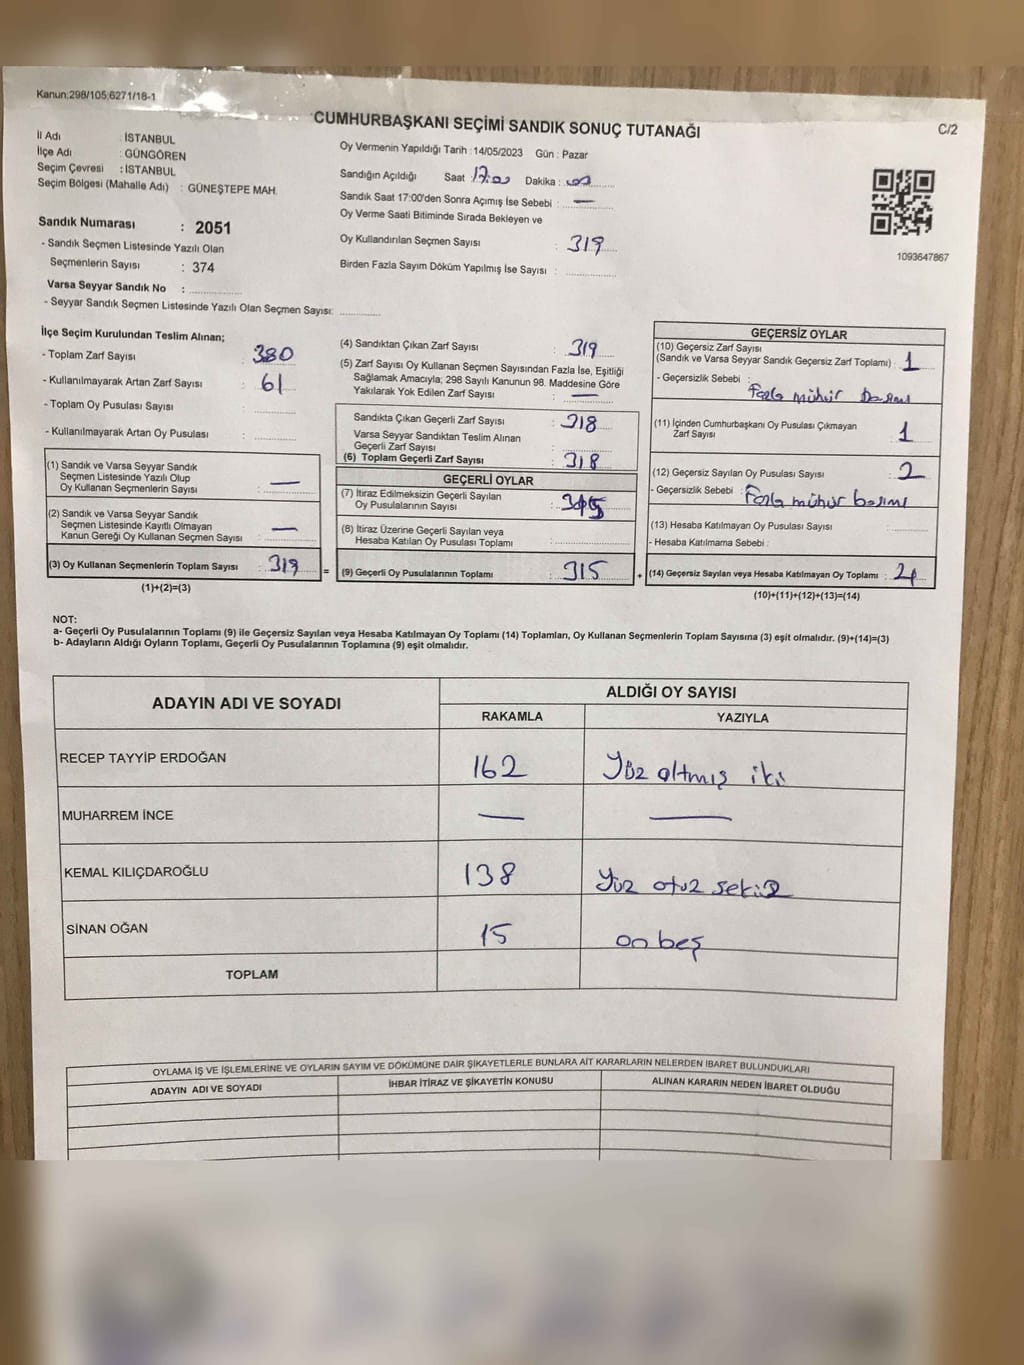 Kanun:298/105;6271/18-1
CUMHURBAŞKANI SEÇİMİ SANDIK SONUÇ TUTANAĞI
C/2
İl Adı : İSTANBUL
İlçe Adı : GÜNGÖREN
Seçim Çevresi : İSTANBUL
Seçim Bölgesi (Mahalle Adı) : GÜNEŞTEPE MAH.
Sandık Numarası : 2051
- Sandık Seçmen Listesinde Yazılı Olan
Seçmenlerin Sayısı : 374
Varsa Seyyar Sandık No :
- Seyyar Sandık Seçmen Listesinde Yazılı Olan Seçmen Sayısı:
Oy Vermenin Yapıldığı Tarih : 14/05/2023 Gün : Pazar
Sandığın Açıldığı Saat 17:00 Dakika : 00
Sandık Saat 17:00'den Sonra Açımış İse Sebebi : —
Oy Verme Saati Bitiminde Sırada Bekleyen ve
Oy Kullandırılan Seçmen Sayısı : 319
Birden Fazla Sayım Döküm Yapılmış İse Sayısı :
1093647867
İlçe Seçim Kurulundan Teslim Alınan;
- Toplam Zarf Sayısı : 380
- Kullanılmayarak Artan Zarf Sayısı : 61
- Toplam Oy Pusulası Sayısı :
- Kullanılmayarak Artan Oy Pusulası :
(1) Sandık ve Varsa Seyyar Sandık
Seçmen Listesinde Yazılı Olup
Oy Kullanan Seçmenlerin Sayısı : —
(2) Sandık ve Varsa Seyyar Sandık
Seçmen Listesinde Kayıtlı Olmayan
Kanun Gereği Oy Kullanan Seçmen Sayısı : —
(3) Oy Kullanan Seçmenlerin Toplam Sayısı : 319 =
(1)+(2)=(3)
(4) Sandıktan Çıkan Zarf Sayısı : 319
(5) Zarf Sayısı Oy Kullanan Seçmen Sayısından Fazla İse, Eşitliği
Sağlamak Amacıyla; 298 Sayılı Kanunun 98. Maddesine Göre
Yakılarak Yok Edilen Zarf Sayısı : —
Sandıkta Çıkan Geçerli Zarf Sayısı : 318
Varsa Seyyar Sandıktan Teslim Alınan
Geçerli Zarf Sayısı :
(6) Toplam Geçerli Zarf Sayısı : 318
GEÇERLİ OYLAR
(7) İtiraz Edilmeksizin Geçerli Sayılan
Oy Pusulalarının Sayısı : 315
(8) İtiraz Üzerine Geçerli Sayılan veya
Hesaba Katılan Oy Pusulası Toplamı :
(9) Geçerli Oy Pusulalarının Toplamı : 315 +
GEÇERSİZ OYLAR
(10) Geçersiz Zarf Sayısı
(Sandık ve Varsa Seyyar Sandık Geçersiz Zarf Toplamı) : 1
- Geçersizlik Sebebi :
Fazla mühür basımı
(11) İçinden Cumhurbaşkanı Oy Pusulası Çıkmayan
Zarf Sayısı : 1
(12) Geçersiz Sayılan Oy Pusulası Sayısı : 2
- Geçersizlik Sebebi : Fazla mühür basımı
(13) Hesaba Katılmayan Oy Pusulası Sayısı :
- Hesaba Katılmama Sebebi :
(14) Geçersiz Sayılan veya Hesaba Katılmayan Oy Toplamı : 4
(10)+(11)+(12)+(13)=(14)
NOT:
a- Geçerli Oy Pusulalarının Toplamı (9) ile Geçersiz Sayılan veya Hesaba Katılmayan Oy Toplamı (14) Toplamları, Oy Kullanan Seçmenlerin Toplam Sayısına (3) eşit olmalıdır. (9)+(14)=(3)
b- Adayların Aldığı Oyların Toplamı, Geçerli Oy Pusulalarının Toplamına (9) eşit olmalıdır.
ADAYIN ADI VE SOYADI
ALDIĞI OY SAYISI
RAKAMLA YAZIYLA
RECEP TAYYİP ERDOĞAN 162 Yüz altmış iki
MUHARREM İNCE — —
KEMAL KILIÇDAROĞLU 138 Yüz otuz sekiz
SİNAN OĞAN 15 on beş
TOPLAM
OYLAMA İŞ VE İŞLEMLERİNE VE OYLARIN SAYIM VE DÖKÜMÜNE DAİR ŞİKAYETLERLE BUNLARA AİT KARARLARIN NELERDEN İBARET BULUNDUKLARI
ADAYIN ADI VE SOYADI İHBAR İTİRAZ VE ŞİKAYETİN KONUSU ALINAN KARARIN NEDEN İBARET OLDUĞU